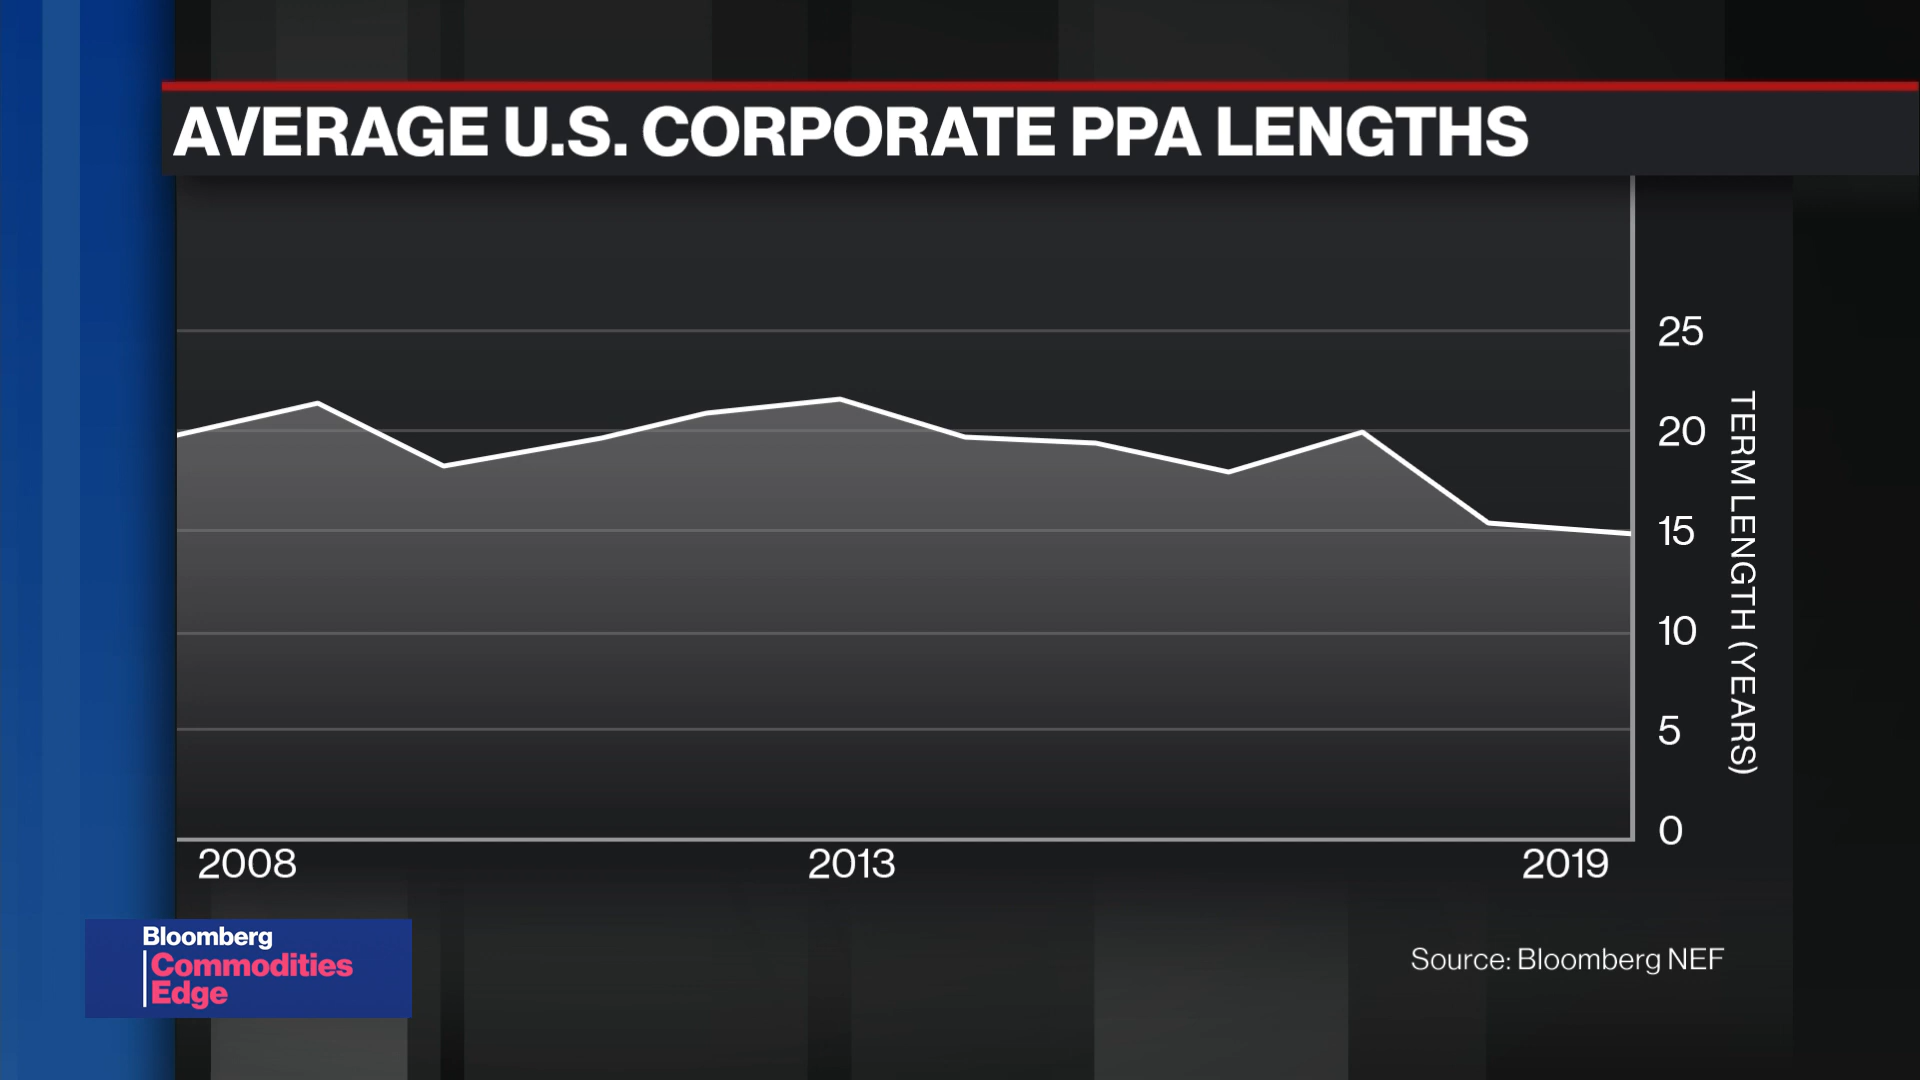 AVERAGE U.S. CORPORATE PPA LENGTHS
25
20
15
10
5
0
TERM LENGTH (YEARS)
2008
2013
2019
Bloomberg
Commodities
Edge
Source: Bloomberg NEF